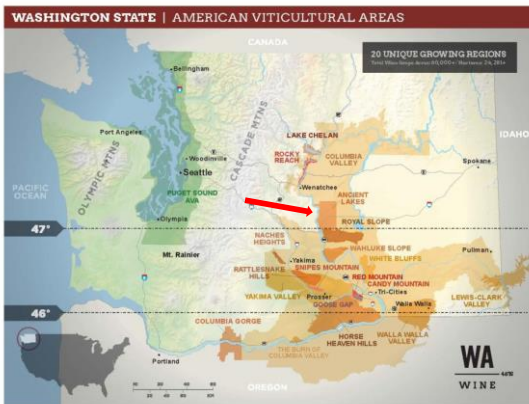 WASHINGTON STATE | AMERICAN VITICULTURAL AREAS
CANADA
20 UNIQUE GROWING REGIONS
Bellingham
IDAHO
Port Angeles
LAKE CHELAN
OLYMPIC MTNS
Woodinville
CASCADE MTNS
ROCKY
REACH
COLUMBIA
VALLEY
Spokane
Seattle
Wenatchee
PACIFIC
OCEAN
PUGET SOUND
AVA
ANCIENT
LAKES
Olympia
ROYAL SLOPE
47°
NACHES
HEIGHTS
WAHLUKE SLOPE
Pullman
Mt. Rainier
Yakima
WHITE BLUFFS
RATTLESNAKE
HILLS
SNIPES MOUNTAIN
RED MOUNTAIN
CANDY MOUNTAIN
Tri-Cities
YAKIMA VALLEY
Prosser
GOOSE GAP
Walla Walla
LEWIS-CLARK
VALLEY
46°
COLUMBIA GORGE
HORSE
HEAVEN HILLS
WALLA WALLA
VALLEY
THE BURN OF
COLUMBIA VALLEY
Portland
OREGON
WA
WINE